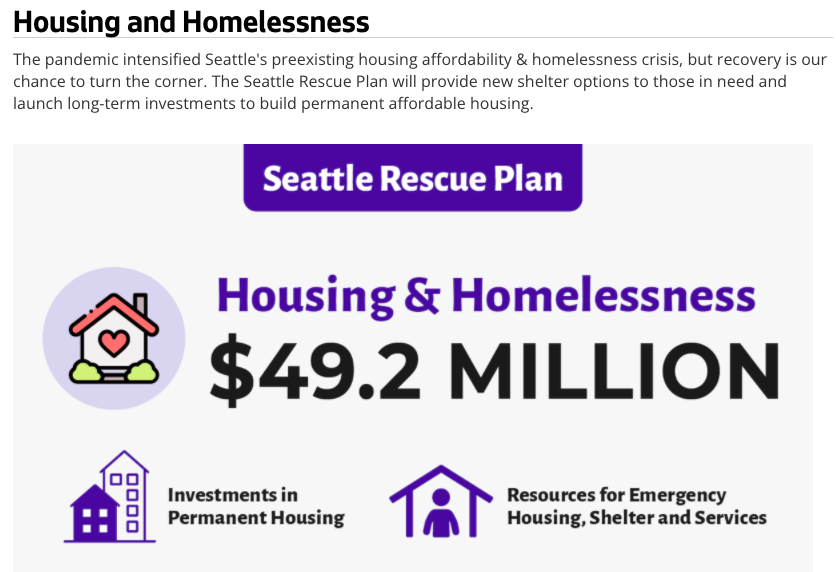 Housing and Homelessness
The pandemic intensified Seattle's preexisting housing affordability & homelessness crisis, but recovery is our
chance to turn the corner. The Seattle Rescue Plan will provide new shelter options to those in need and
launch long-term investments to build permanent affordable housing.
Seattle Rescue Plan
Housing & Homelessness
$49.2 MILLION
Investments in
Permanent Housing
Resources for Emergency
Housing, Shelter and Services